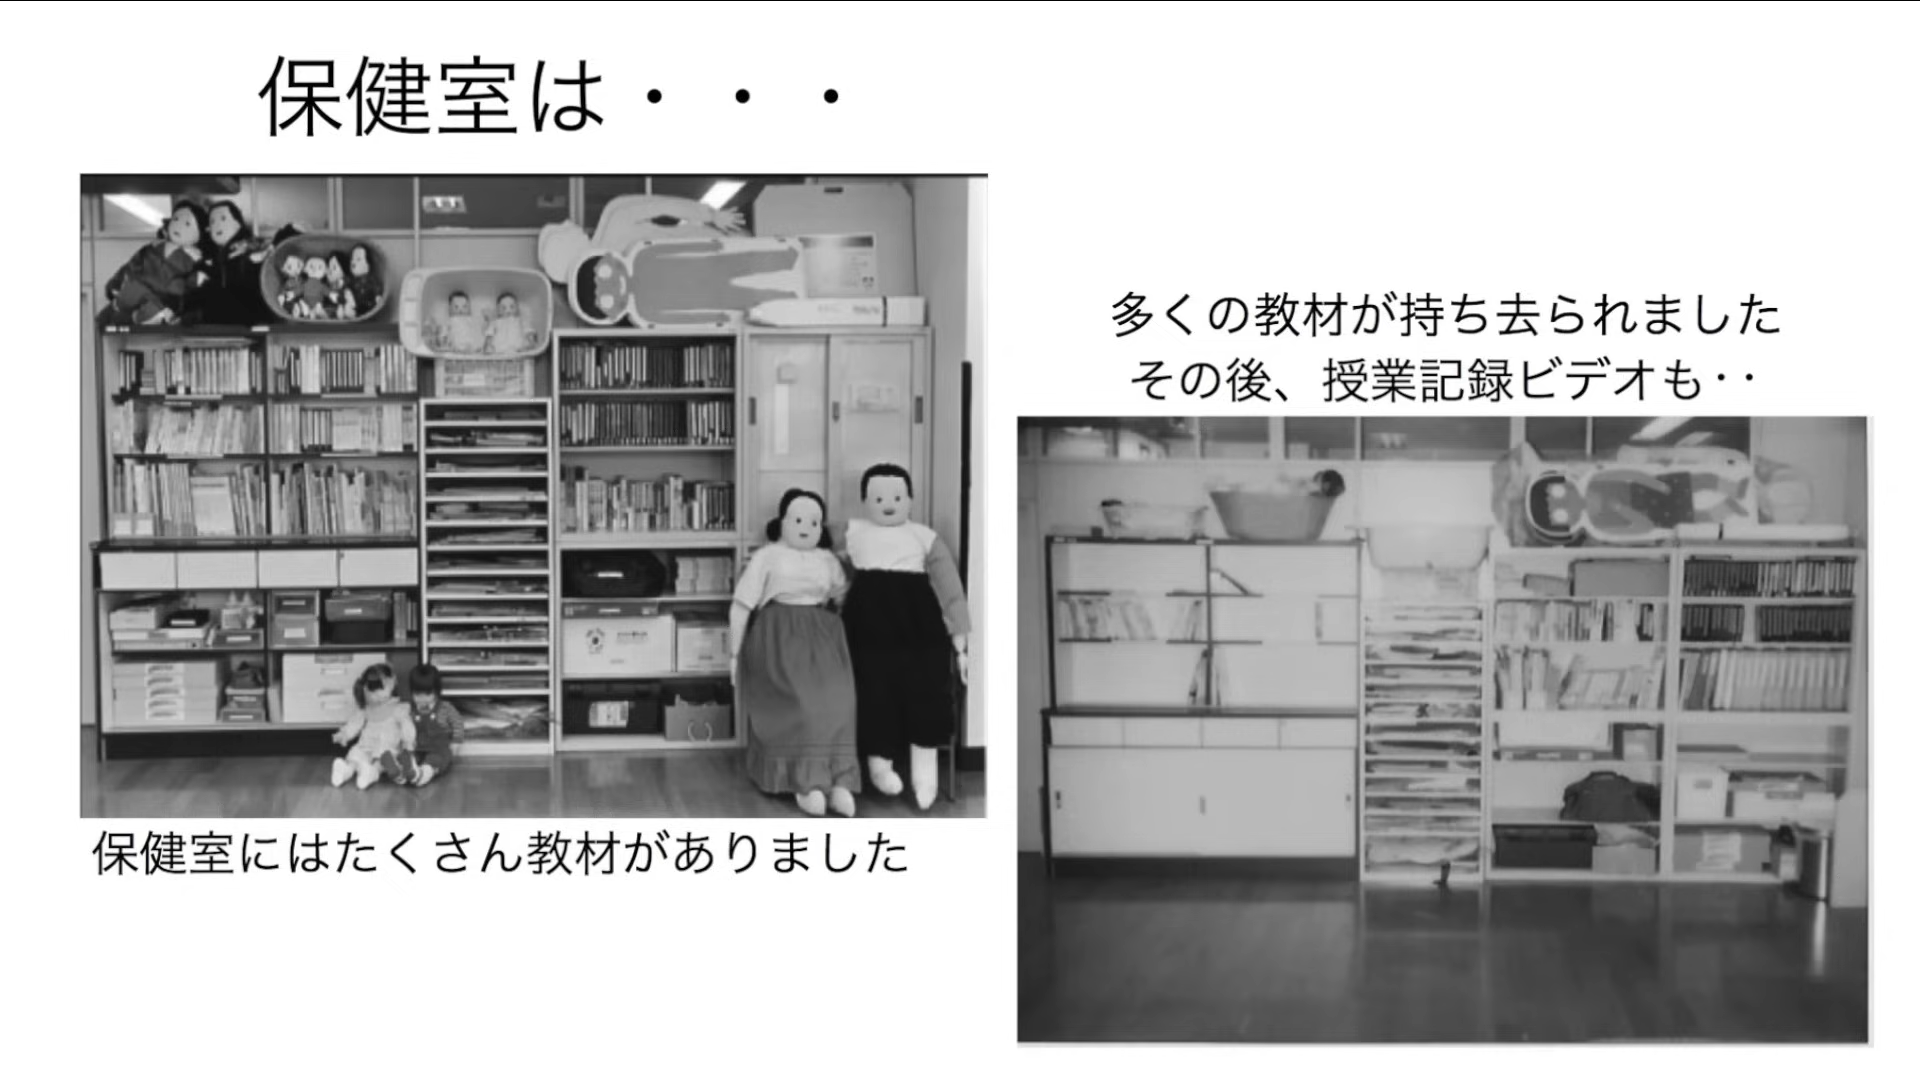 保健室は・・・
保健室にはたくさん教材がありました
多くの教材が持ち去られました
その後、授業記録ビデオも‥